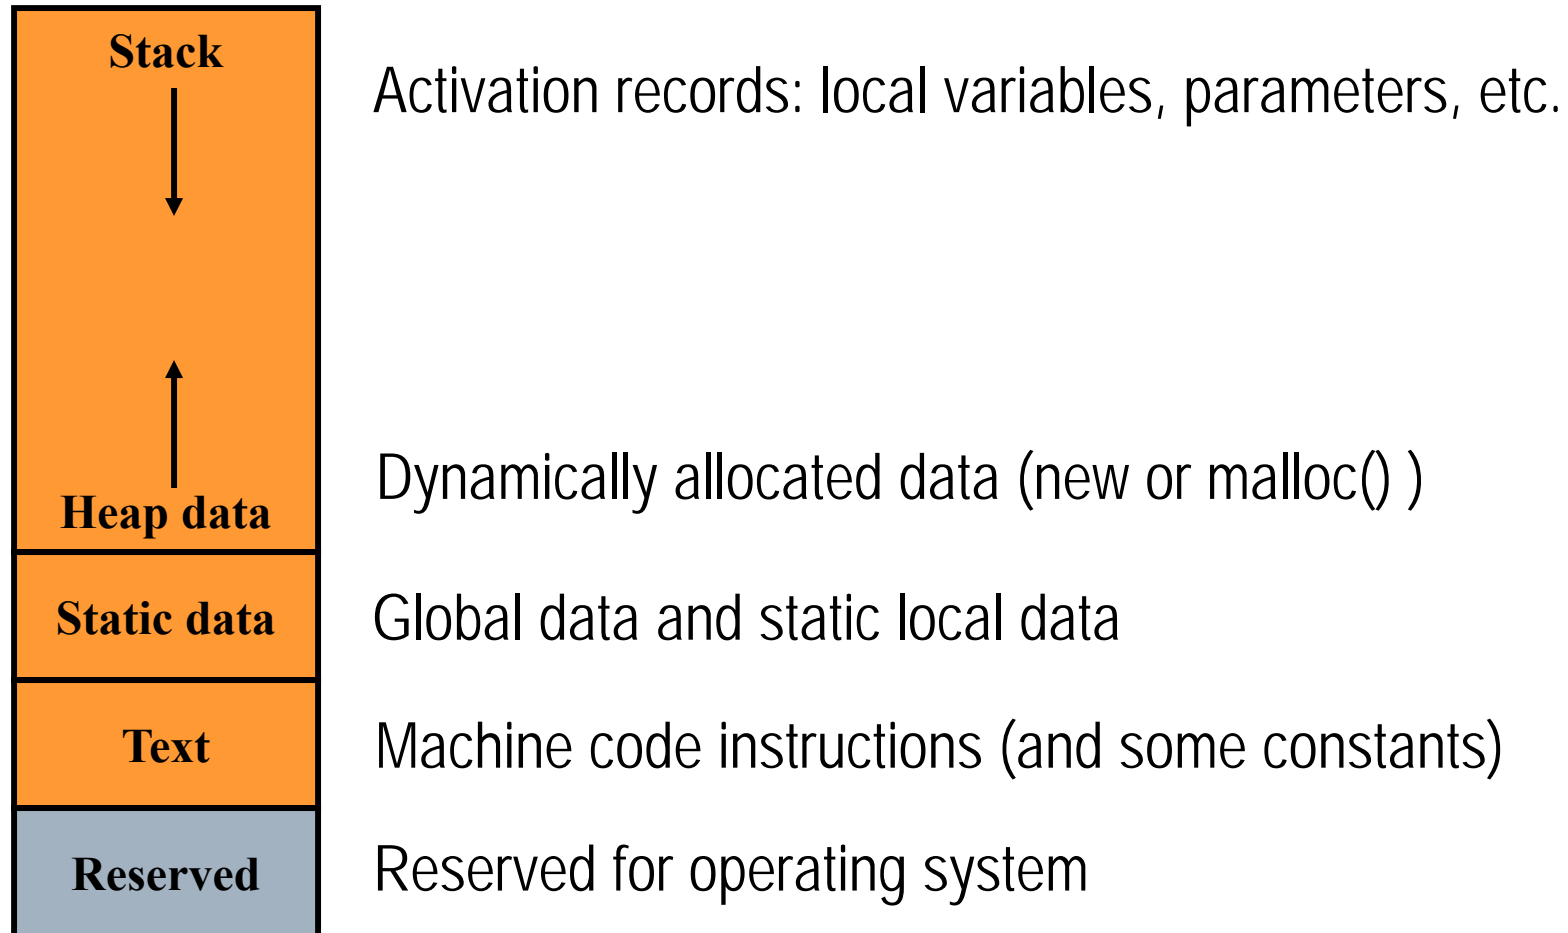 Stack
Activation records: local variables, parameters, etc.
Dynamically allocated data (new or malloc() )
Heap data
Static data
Global data and static local data
Text
Machine code instructions (and some constants)
Reserved
Reserved for operating system